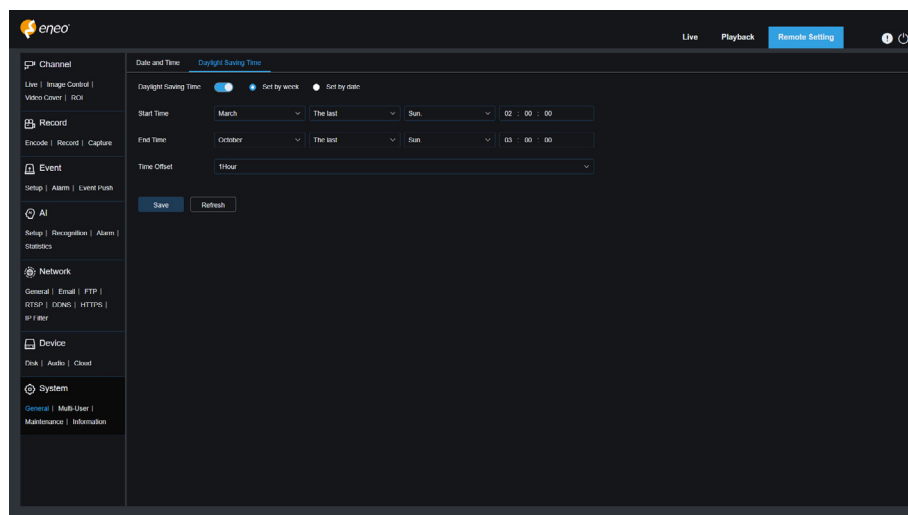 eneo
Live Playback Remote Setting
Channel
Live | Image Control |
Video Cover | ROI
Record
Encode | Record | Capture
Event
Setup | Alarm | Event Push
AI
Setup | Recognition | Alarm |
Statistics
Network
General | Email | FTP |
RTSP | DDNS | HTTPS |
IP Filter
Device
Disk | Audio | Cloud
System
General | Multi-User |
Maintenance | Information
Date and Time Daylight Saving Time
Daylight Saving Time Set by week Set by date
Start Time March The last Sun. 02 : 00 : 00
End Time October The last Sun. 03 : 00 : 00
Time Offset 1Hour
Save Refresh